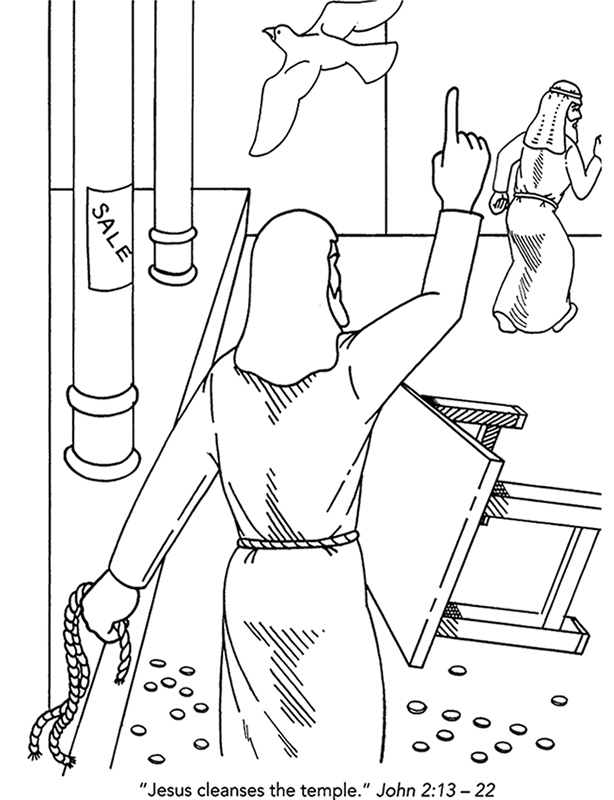 SALE
"Jesus cleanses the temple." John 2:13 – 22